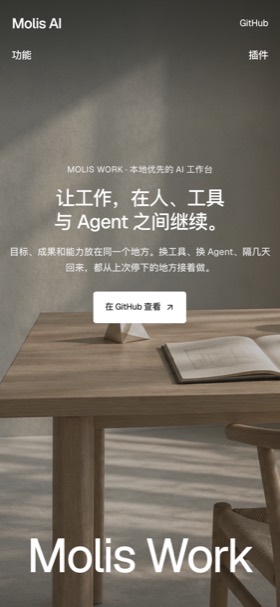 Molis AI
GitHub
功能
插件
MOLIS WORK · 本地优先的 AI 工作台
让工作，在人、工具
与 Agent 之间继续。
目标、成果和能力放在同一个地方。换工具、换 Agent、隔几天
回来，都从上次停下的地方接着做。
在 GitHub 查看 ↗
Molis Work